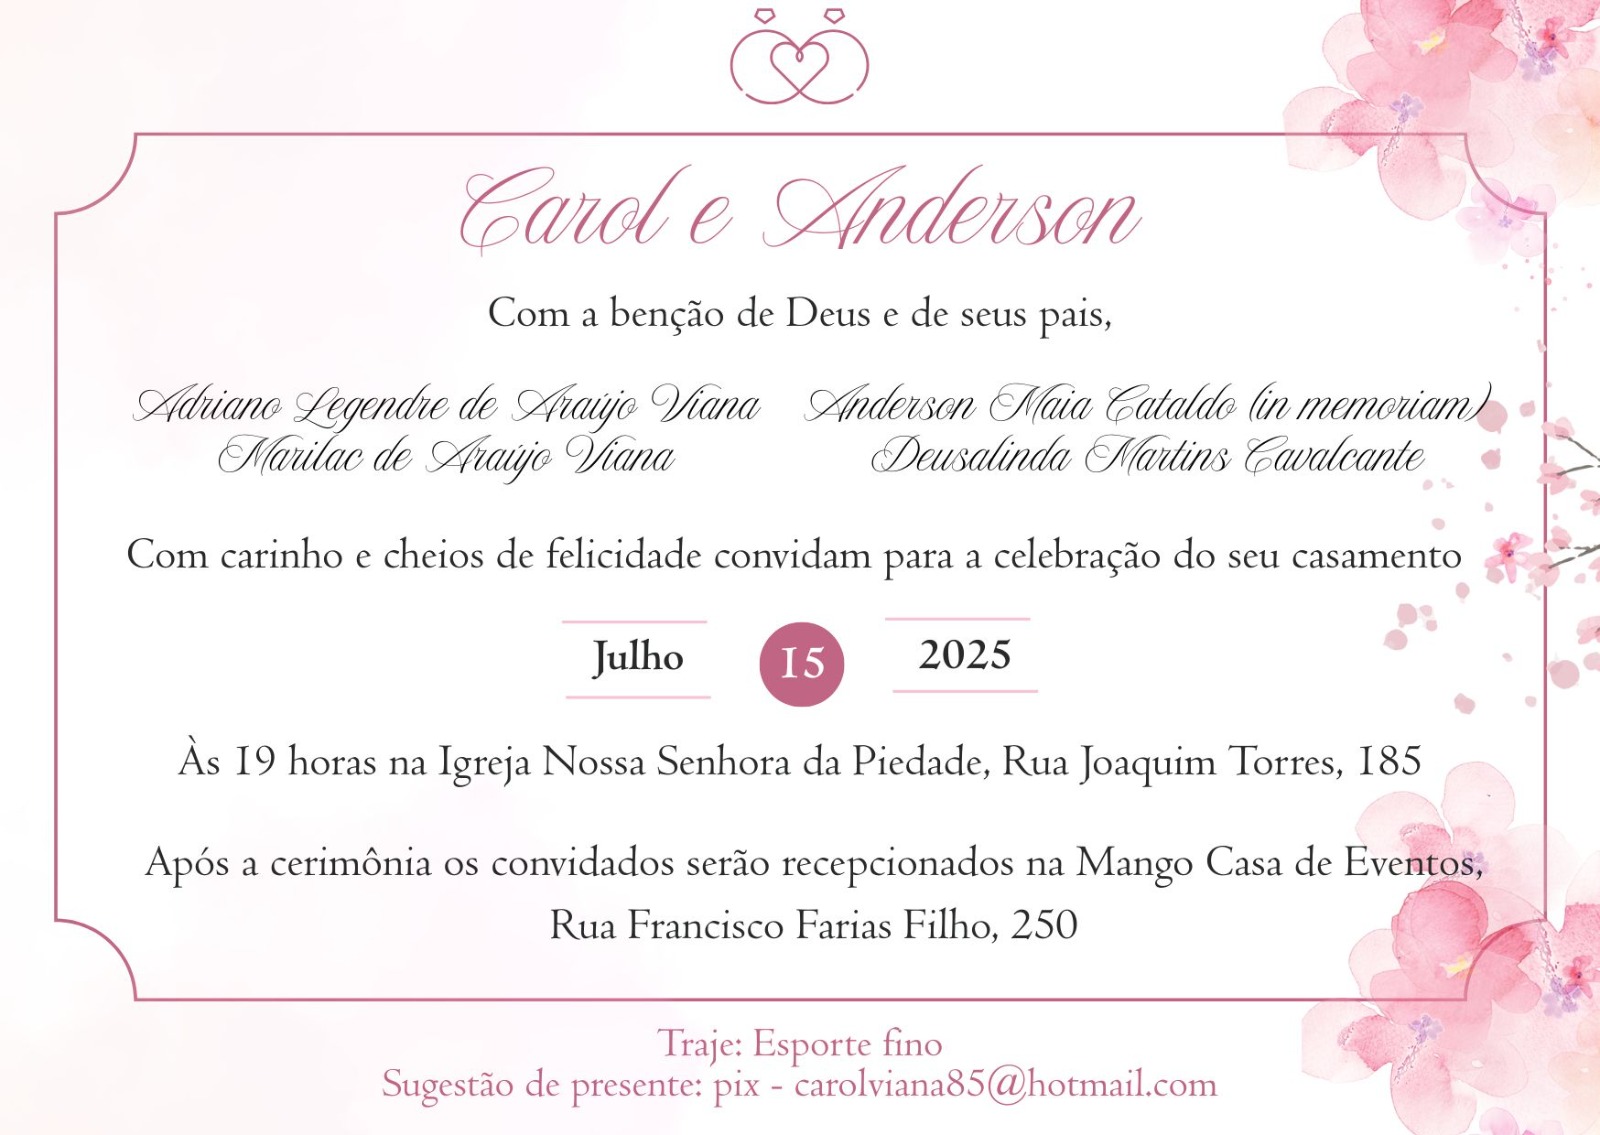 Carol e Anderson
Com a benção de Deus e de seus pais,
Adriano Legendre de Araújo Viana
Marilac de Araújo Viana
Anderson Maia Cataldo (in memoriam)
Deusalinda Martins Cavalcante
Com carinho e cheios de felicidade convidam para a celebração do seu casamento
Julho 15 2025
Às 19 horas na Igreja Nossa Senhora da Piedade, Rua Joaquim Torres, 185
Após a cerimônia os convidados serão recepcionados na Mango Casa de Eventos,
Rua Francisco Farias Filho, 250
Traje: Esporte fino
Sugestão de presente: pix - carolviana85@hotmail.com